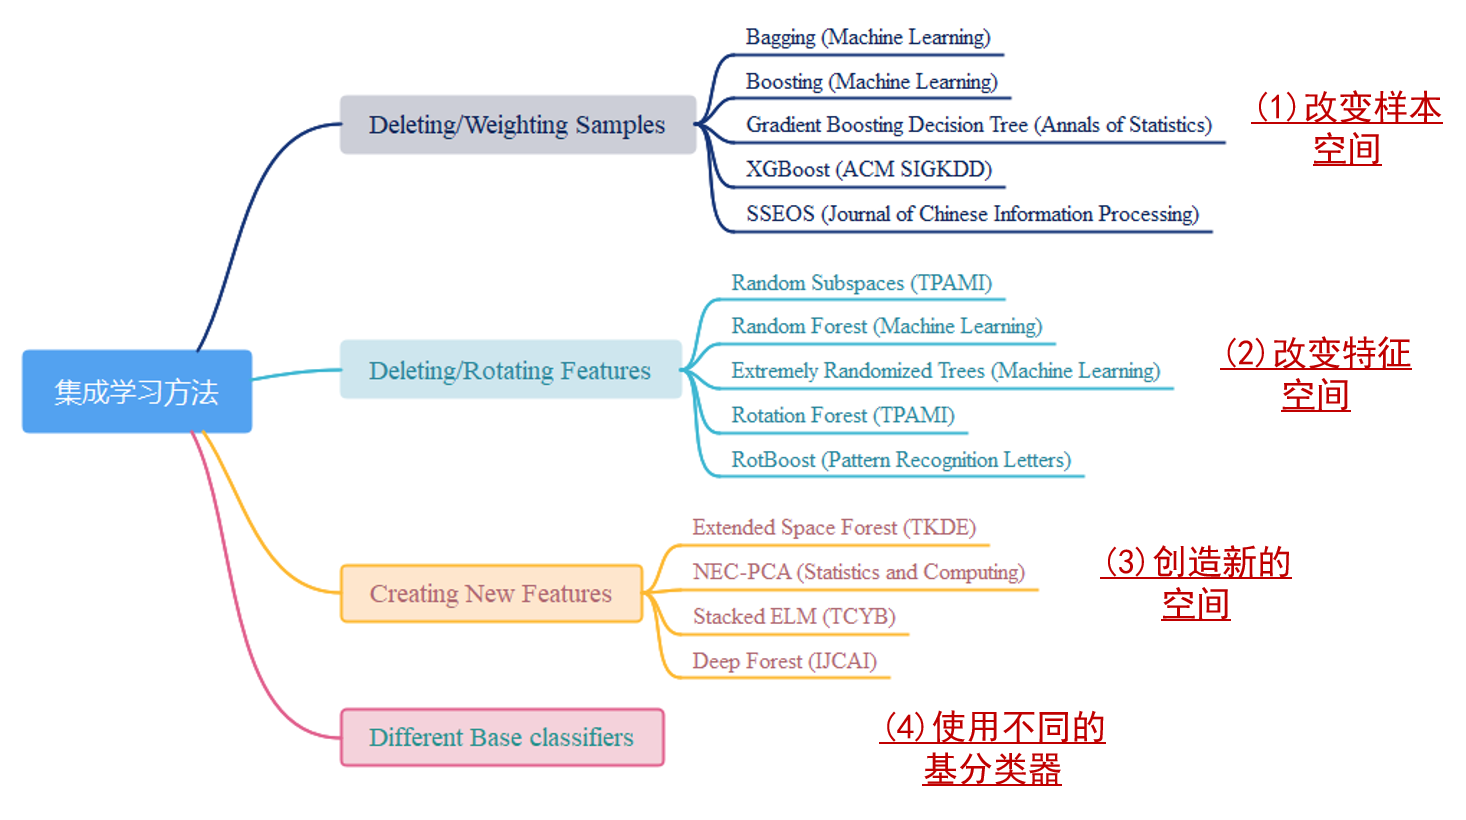 集成学习方法
Deleting/Weighting Samples
Bagging (Machine Learning)
Boosting (Machine Learning)
Gradient Boosting Decision Tree (Annals of Statistics)
XGBoost (ACM SIGKDD)
SSEOS (Journal of Chinese Information Processing)
(1)改变样本
空间
Deleting/Rotating Features
Random Subspaces (TPAMI)
Random Forest (Machine Learning)
Extremely Randomized Trees (Machine Learning)
Rotation Forest (TPAMI)
RotBoost (Pattern Recognition Letters)
(2)改变特征
空间
Creating New Features
Extended Space Forest (TKDE)
NEC-PCA (Statistics and Computing)
Stacked ELM (TCYB)
Deep Forest (IJCAI)
(3)创造新的
空间
Different Base classifiers
(4)使用不同的
基分类器